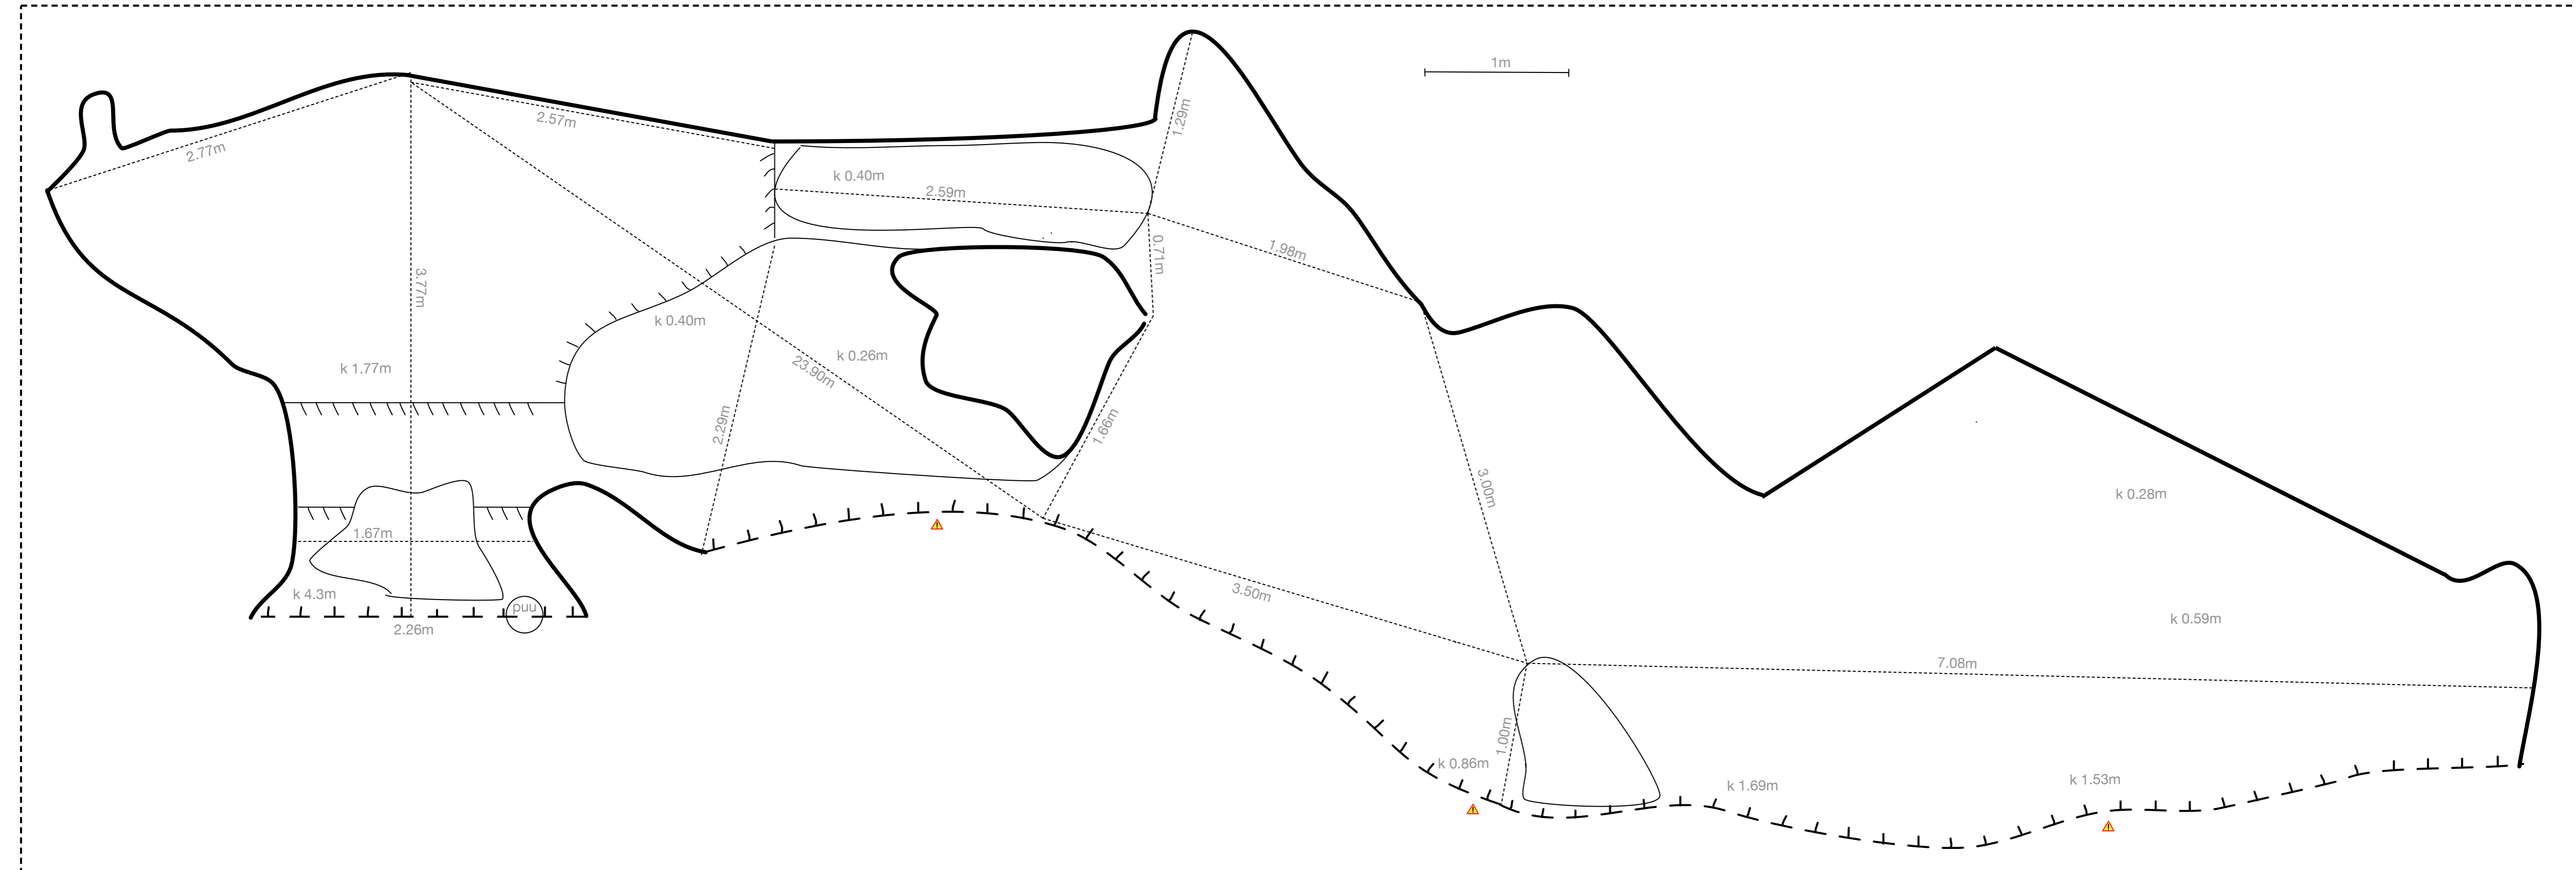 1m
1.29m
2.57m
2.77m
k 0.40m
2.59m
0.71m
1.98m
3.77m
k 0.40m
k 0.26m
23.90m
k 1.77m
2.29m
1.66m
3.00m
k 0.28m
1.67m
k 4.3m
puu
2.26m
3.50m
k 0.59m
7.08m
1.00m
k 0.86m
k 1.69m
k 1.53m